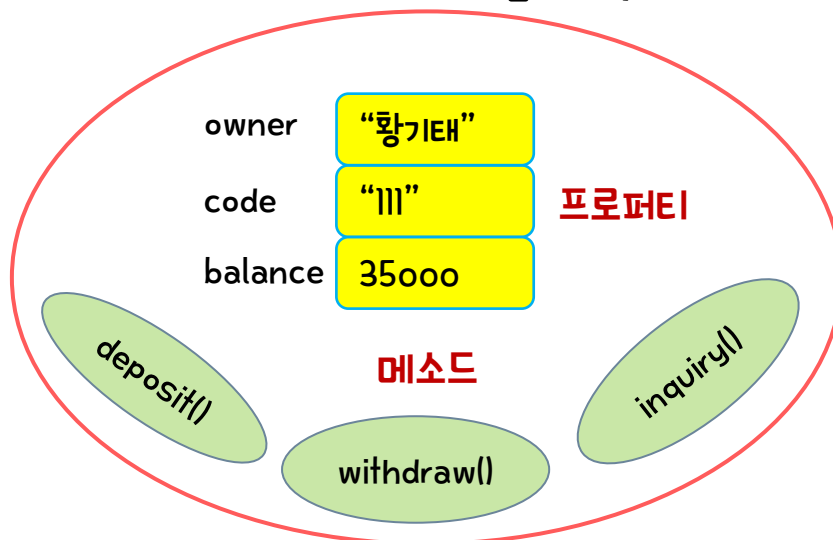 owner "황기태"
code "111" 프로퍼티
balance 35000
deposit() 메소드 inquiry()
withdraw()